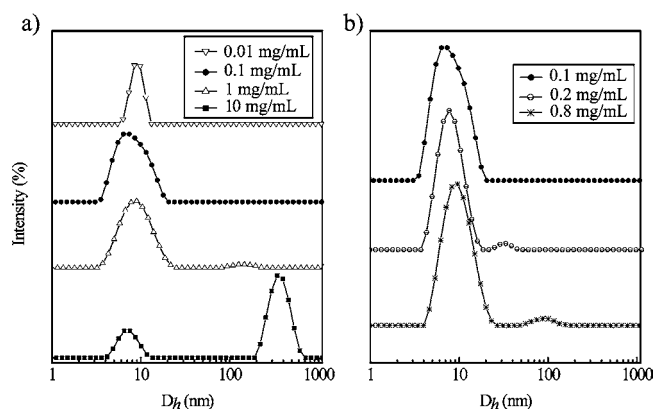 a)
0.01 mg/mL
0.1 mg/mL
1 mg/mL
10 mg/mL
Intensity (%)
1 10 100 1000
Dh (nm)
b)
0.1 mg/mL
0.2 mg/mL
0.8 mg/mL
1 10 100 1000
Dh (nm)